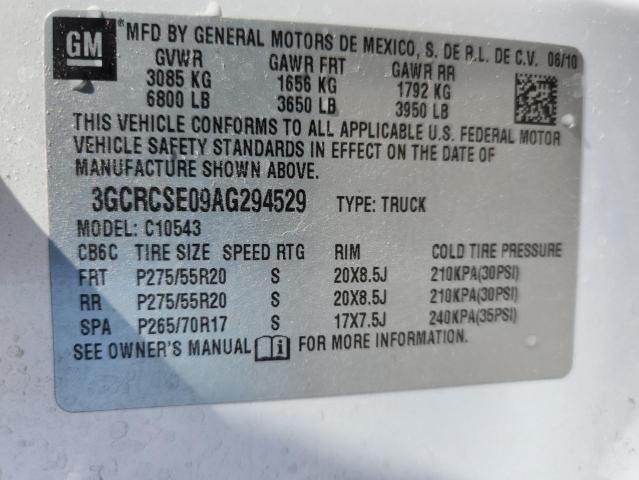 GM ® MFD BY GENERAL MOTORS DE MEXICO, S. DE R.L. DE C.V. 06/10
GVWR GAWR FRT GAWR RR
3085 KG 1656 KG 1792 KG
6800 LB 3650 LB 3950 LB
THIS VEHICLE CONFORMS TO ALL APPLICABLE U.S. FEDERAL MOTOR
VEHICLE SAFETY STANDARDS IN EFFECT ON THE DATE OF
MANUFACTURE SHOWN ABOVE.
3GCRCSE09AG294529 TYPE: TRUCK
MODEL: C10543
CB6C TIRE SIZE SPEED RTG RIM COLD TIRE PRESSURE
FRT P275/55R20 S 20X8.5J 210KPA(30PSI)
RR P275/55R20 S 20X8.5J 210KPA(30PSI)
SPA P265/70R17 S 17X7.5J 240KPA(35PSI)
SEE OWNER'S MANUAL i FOR MORE INFORMATION.